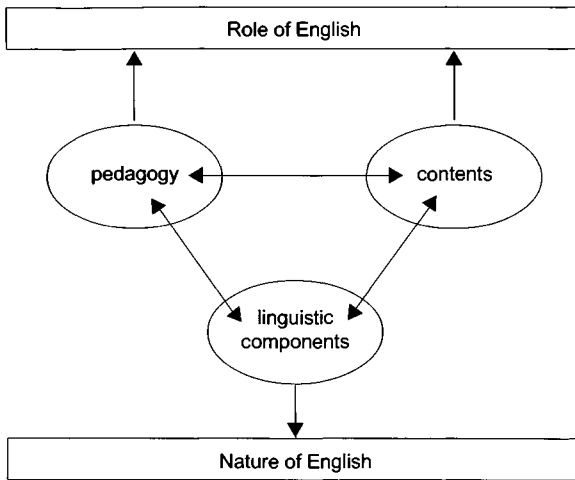 Role of English
pedagogy
contents
linguistic
components
Nature of English